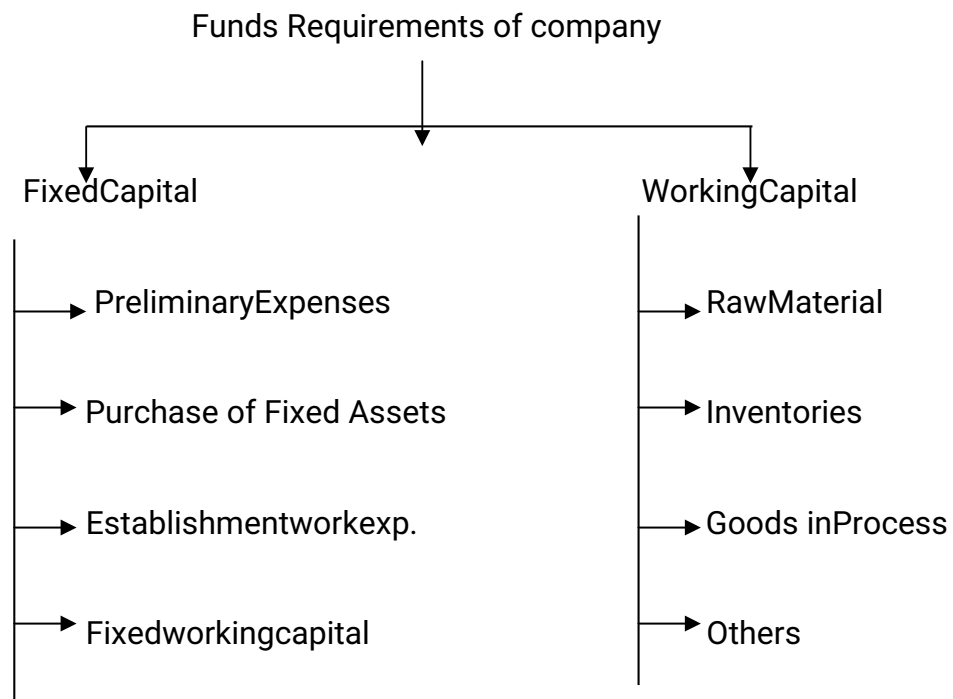 Funds Requirements of company
FixedCapital
PreliminaryExpenses
Purchase of Fixed Assets
Establishmentworkexp.
Fixedworkingcapital
WorkingCapital
RawMaterial
Inventories
Goods inProcess
Others